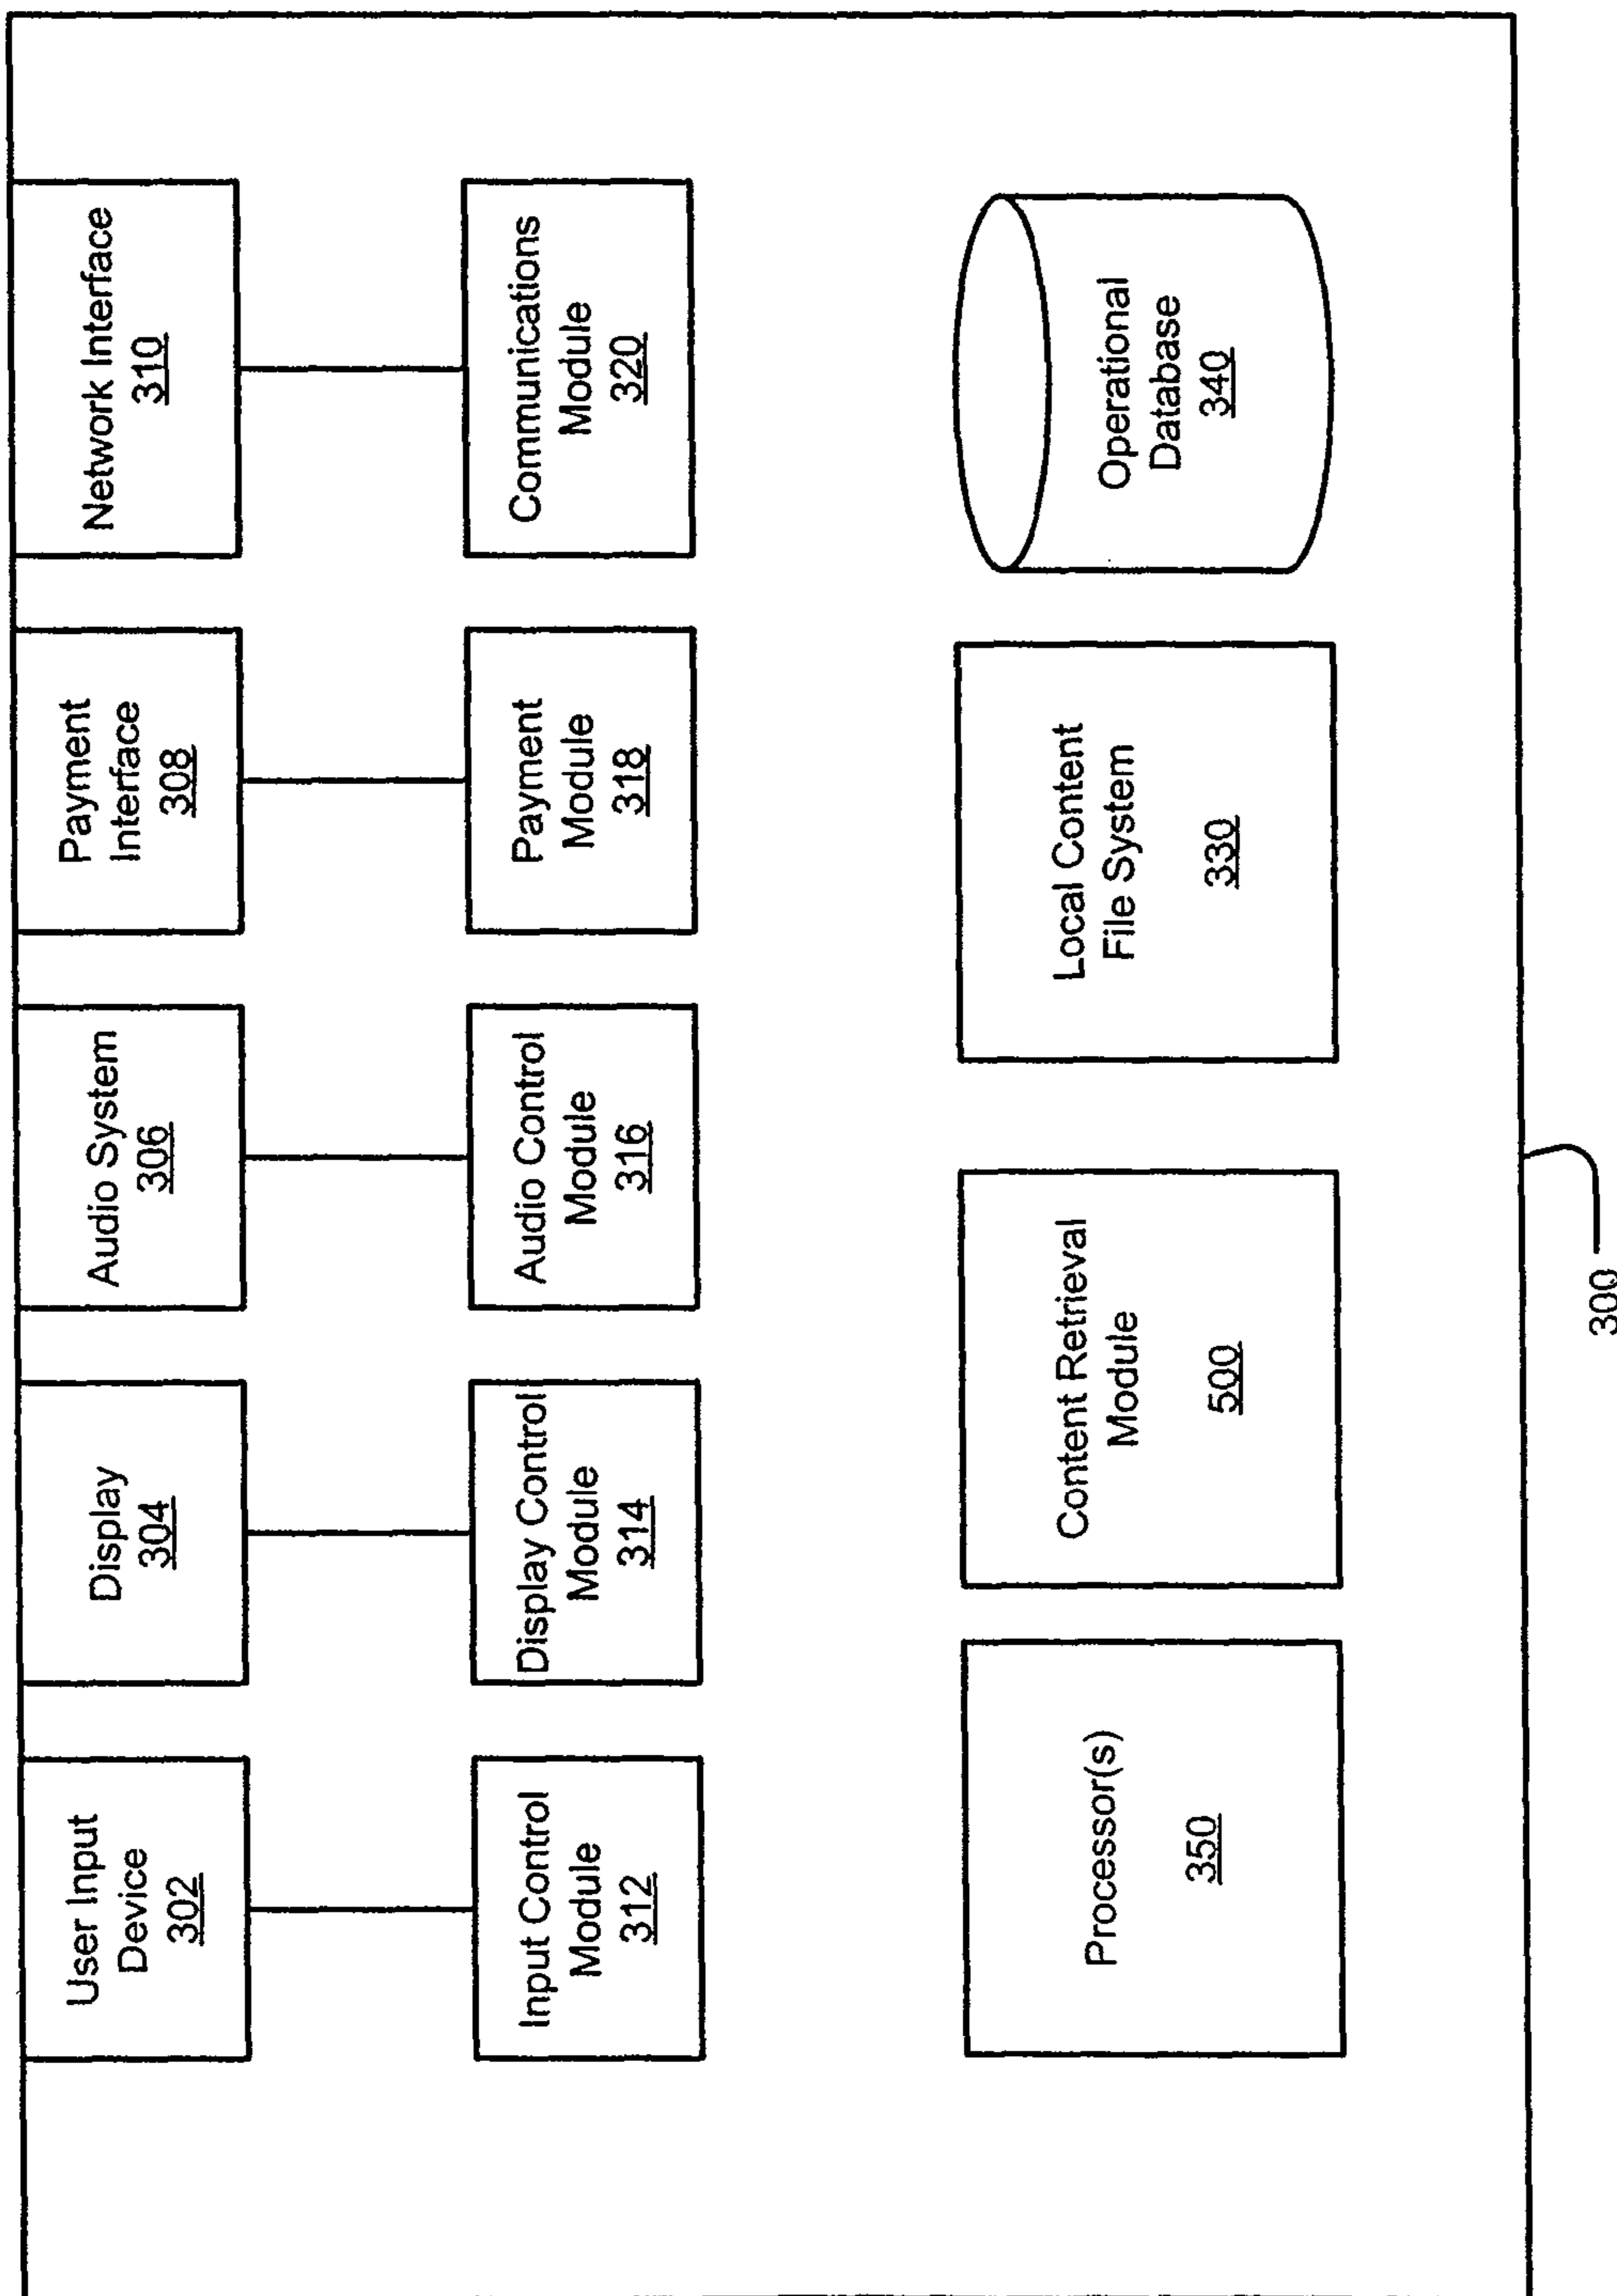 User Input
Device
302
Display
304
Audio System
306
Payment
Interface
308
Network Interface
310
Input Control
Module
312
Display Control
Module
314
Audio Control
Module
316
Payment
Module
318
Communications
Module
320
Processor(s)
350
Content Retrieval
Module
500
Local Content
File System
330
Operational
Database
340
300